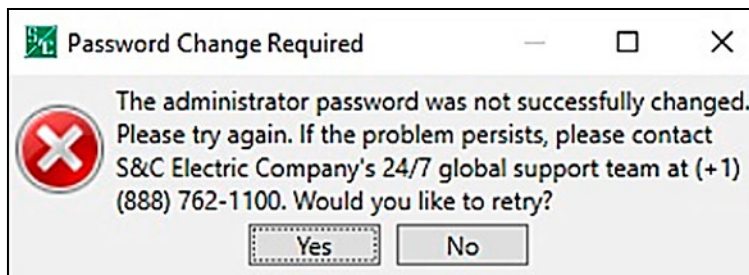 S/C Password Change Required
The administrator password was not successfully changed.
Please try again. If the problem persists, please contact
S&C Electric Company's 24/7 global support team at (+1)
(888) 762-1100. Would you like to retry?
Yes No